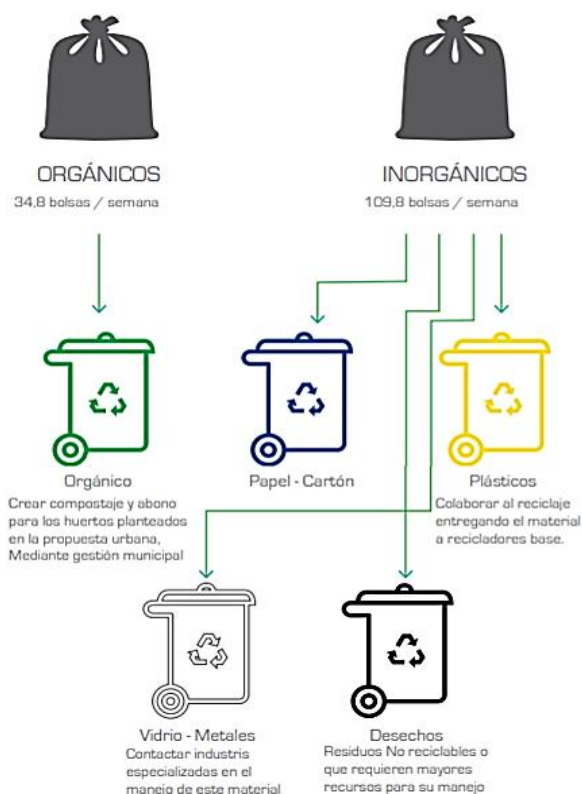 ORGÁNICOS
34,8 bolsas / semana
INORGÁNICOS
109,8 bolsas / semana
Orgánico
Crear compostaje y abono
para los huertos planteados
en la propuesta urbana,
Mediante gestión municipal
Papel - Cartón
Plásticos
Colaborar al reciclaje
entregando el material
a recicladores base.
Vidrio - Metales
Contactar industris
especializadas en el
manejo de este material
Desechos
Residuos No reciclables o
que requieren mayores
recursos para su manejo